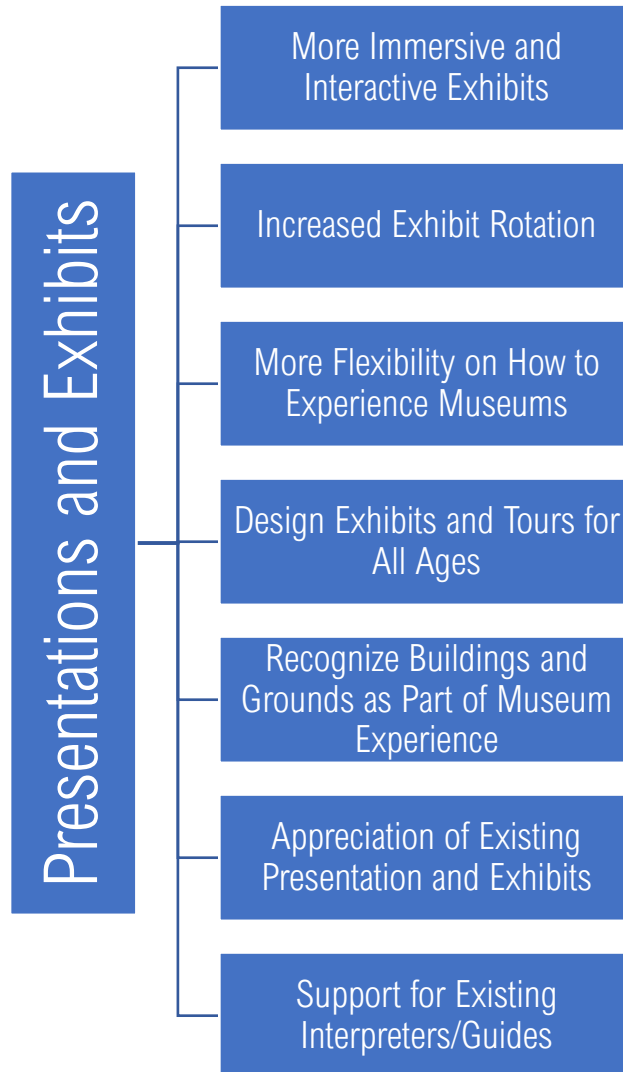 Presentations and Exhibits
More Immersive and
Interactive Exhibits
Increased Exhibit Rotation
More Flexibility on How to
Experience Museums
Design Exhibits and Tours for
All Ages
Recognize Buildings and
Grounds as Part of Museum
Experience
Appreciation of Existing
Presentation and Exhibits
Support for Existing
Interpreters/Guides